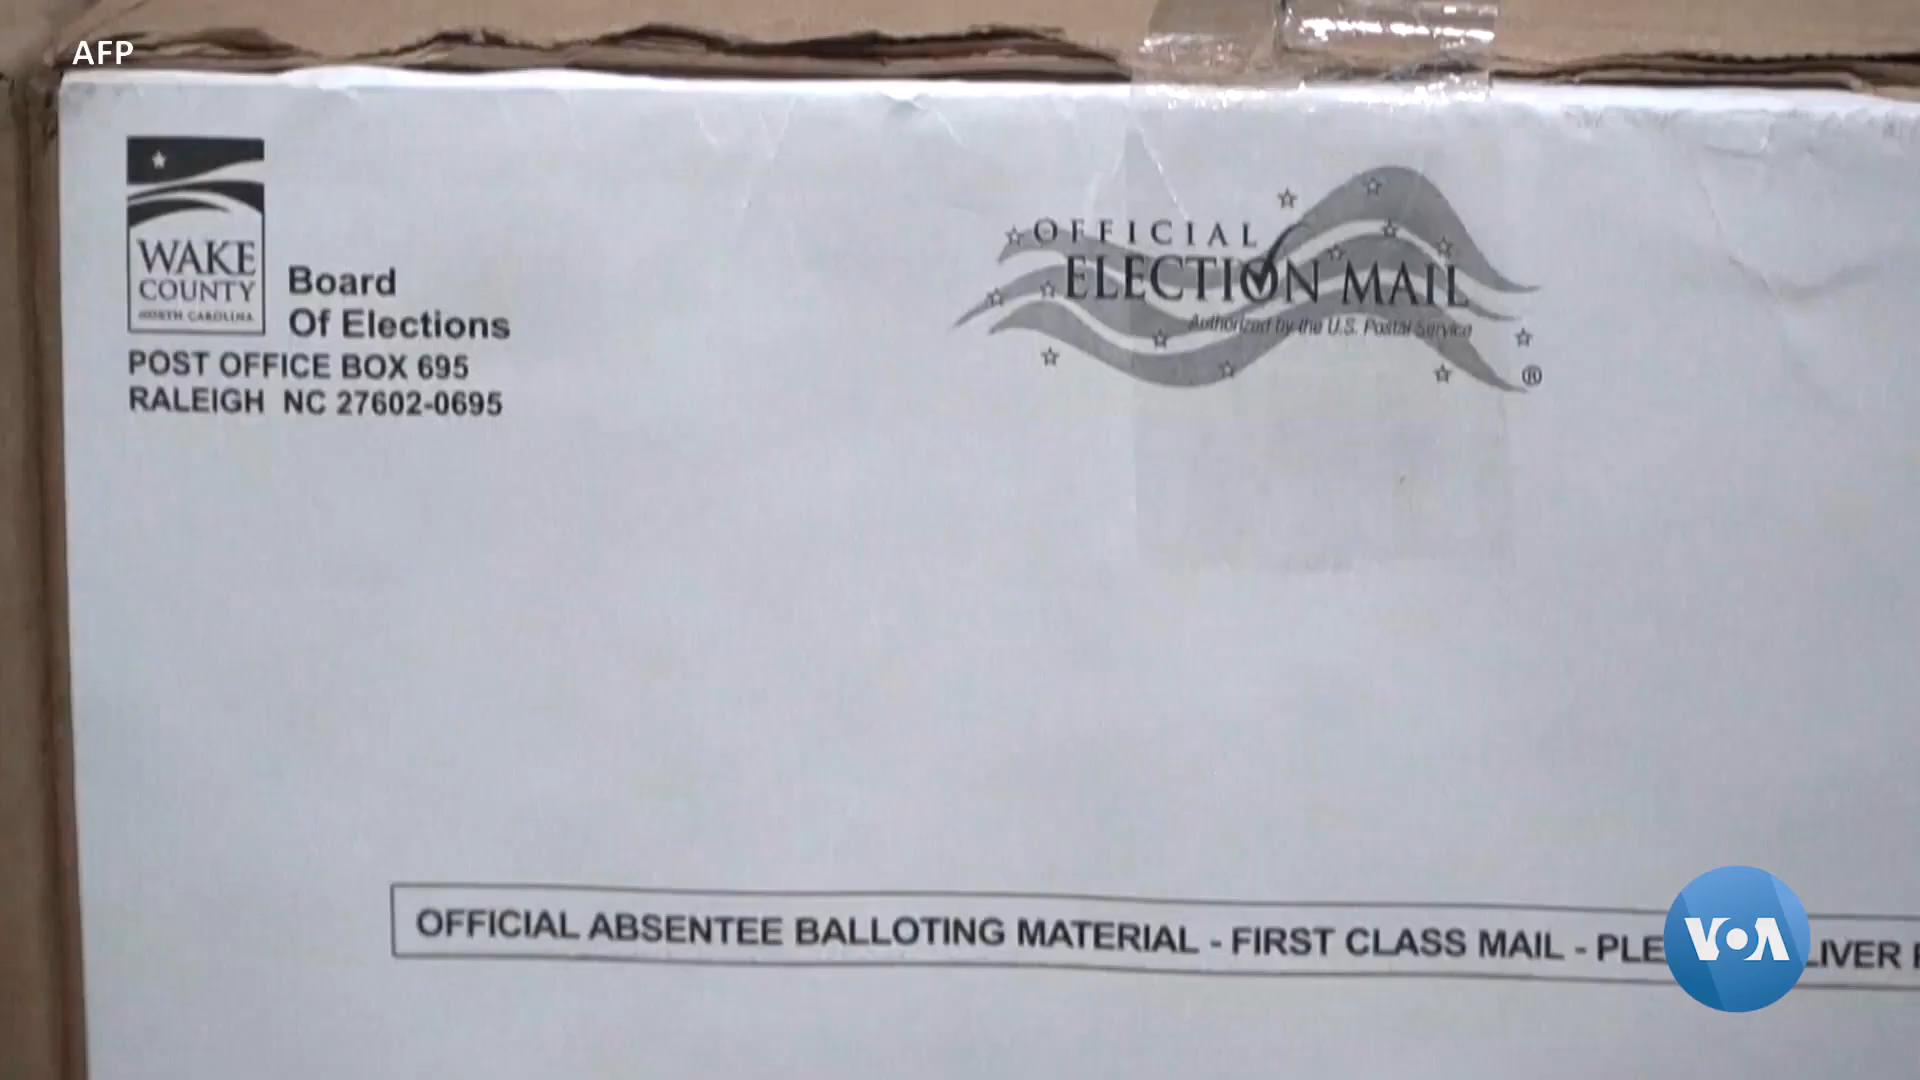 AFP
WAKE
COUNTY
NORTH CAROLINA
Board
Of Elections
POST OFFICE BOX 695
RALEIGH NC 27602-0695
OFFICIAL
ELECTION MAIL
Authorized by the U.S. Postal Service
®
OFFICIAL ABSENTEE BALLOTING MATERIAL - FIRST CLASS MAIL - PLE LIVER
VOA